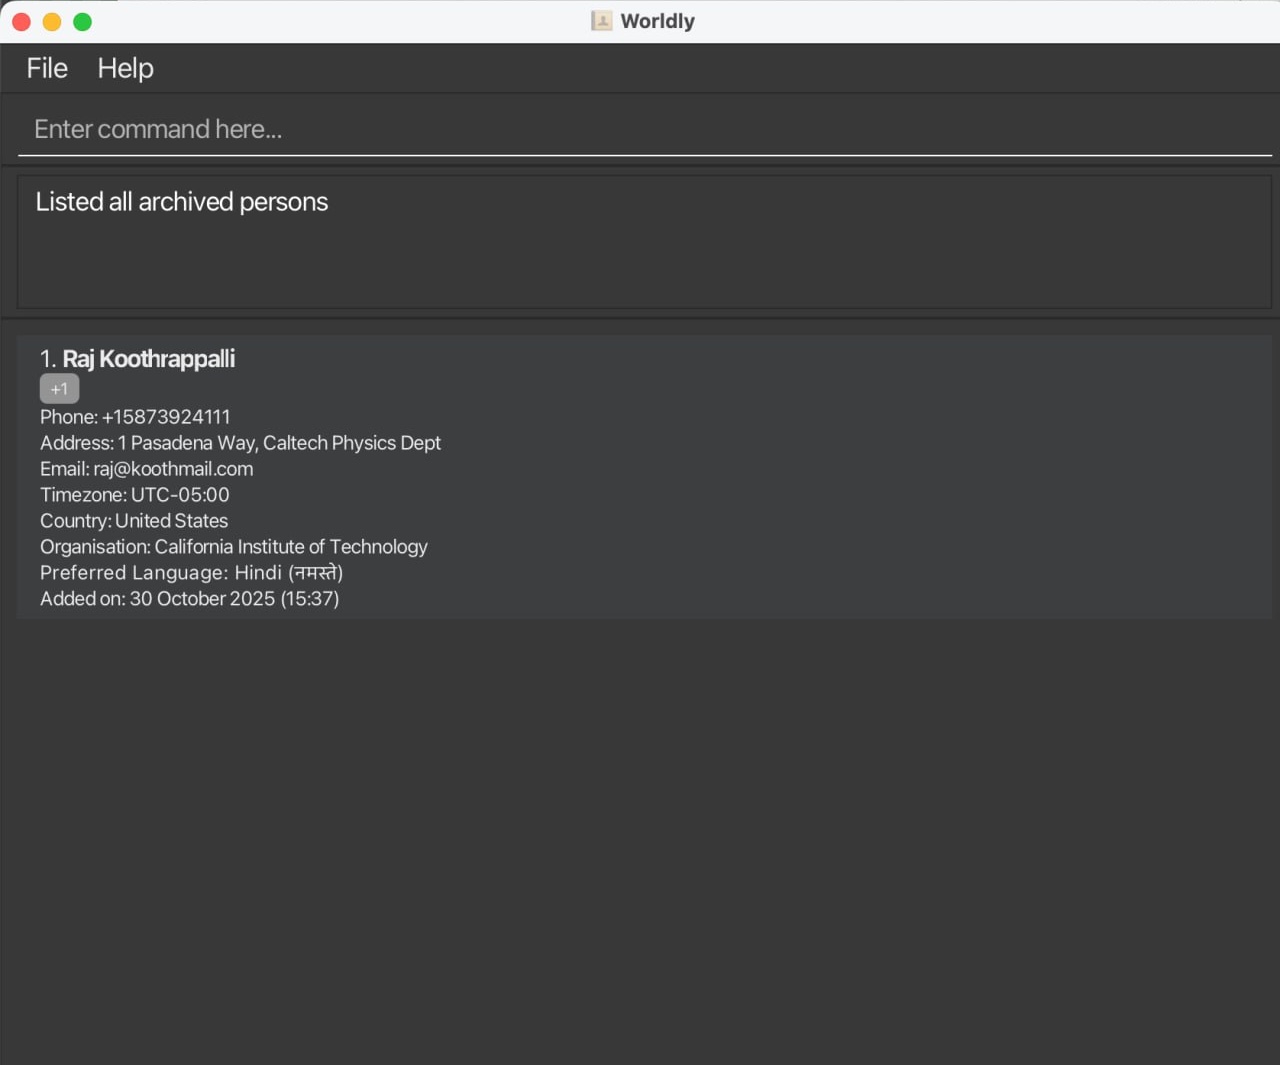 Worldly
File Help
Enter command here...
Listed all archived persons
1. Raj Koothrappalli
+1
Phone: +15873924111
Address: 1 Pasadena Way, Caltech Physics Dept
Email: raj@koothmail.com
Timezone: UTC-05:00
Country: United States
Organisation: California Institute of Technology
Preferred Language: Hindi (नमस्ते)
Added on: 30 October 2025 (15:37)